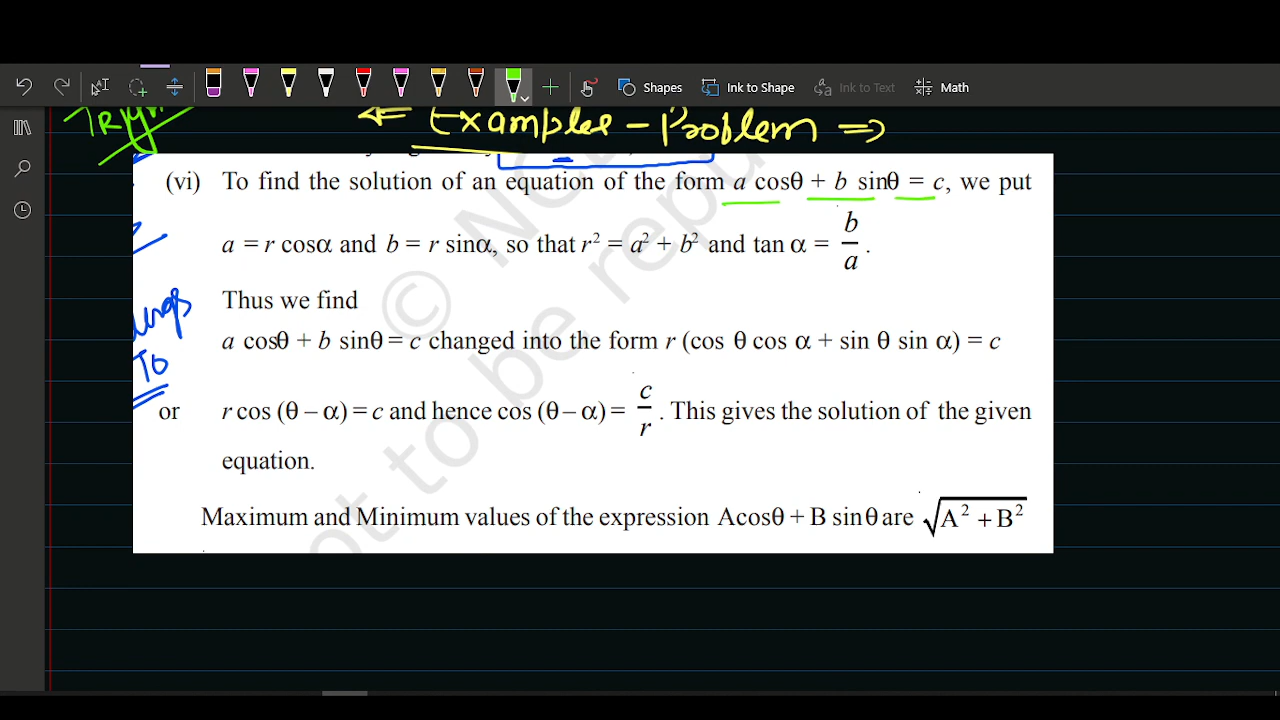 Shapes Ink to Shape Ink to Text Math
⇐ Examples - Problem ⇒
(vi) To find the solution of an equation of the form a cosθ + b sinθ = c, we put
a = r cosα and b = r sinα, so that r² = a² + b² and tan α = b/a.
Thus we find
a cosθ + b sinθ = c changed into the form r (cos θ cos α + sin θ sin α) = c
To
or r cos (θ – α) = c and hence cos (θ – α) = c/r. This gives the solution of the given
equation.
Maximum and Minimum values of the expression Acosθ + B sinθ are √A² + B²